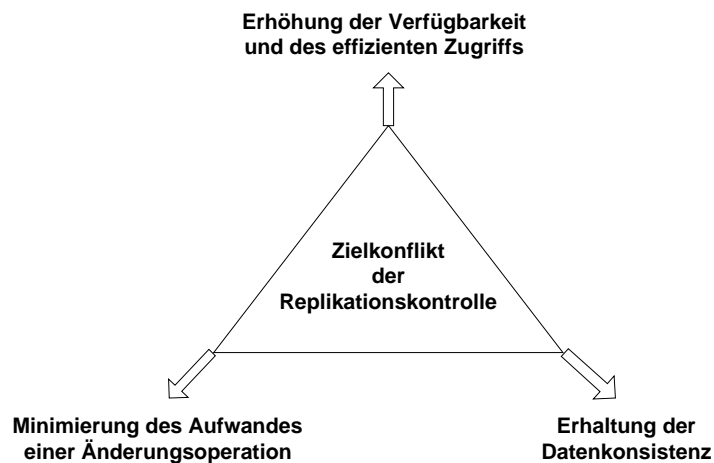 Erhöhung der Verfügbarkeit
und des effizienten Zugriffs
Zielkonflikt
der
Replikationskontrolle
Minimierung des Aufwandes
einer Änderungsoperation
Erhaltung der
Datenkonsistenz